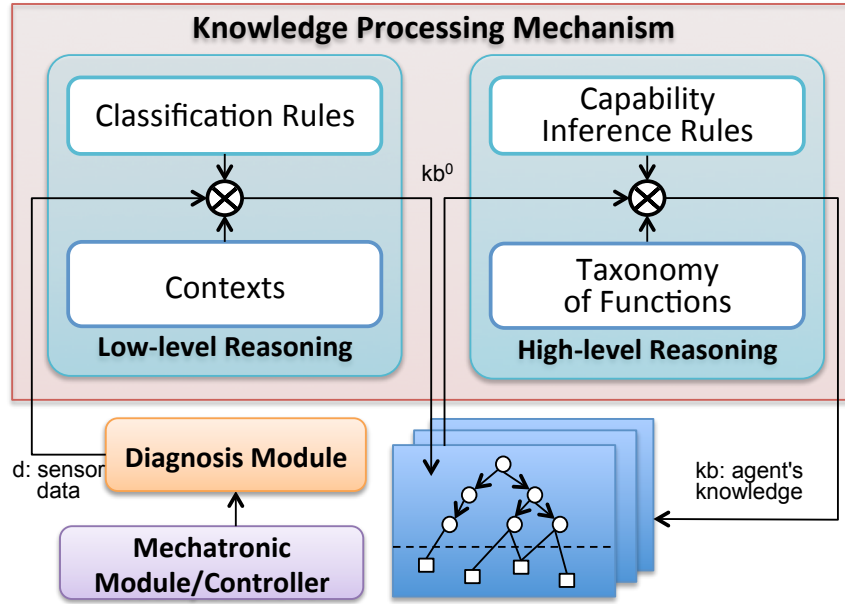 Knowledge Processing Mechanism
Classification Rules
Contexts
Low-level Reasoning
kb⁰
Capability
Inference Rules
Taxonomy
of Functions
High-level Reasoning
d: sensor
data
Diagnosis Module
Mechatronic
Module/Controller
kb: agent's
knowledge